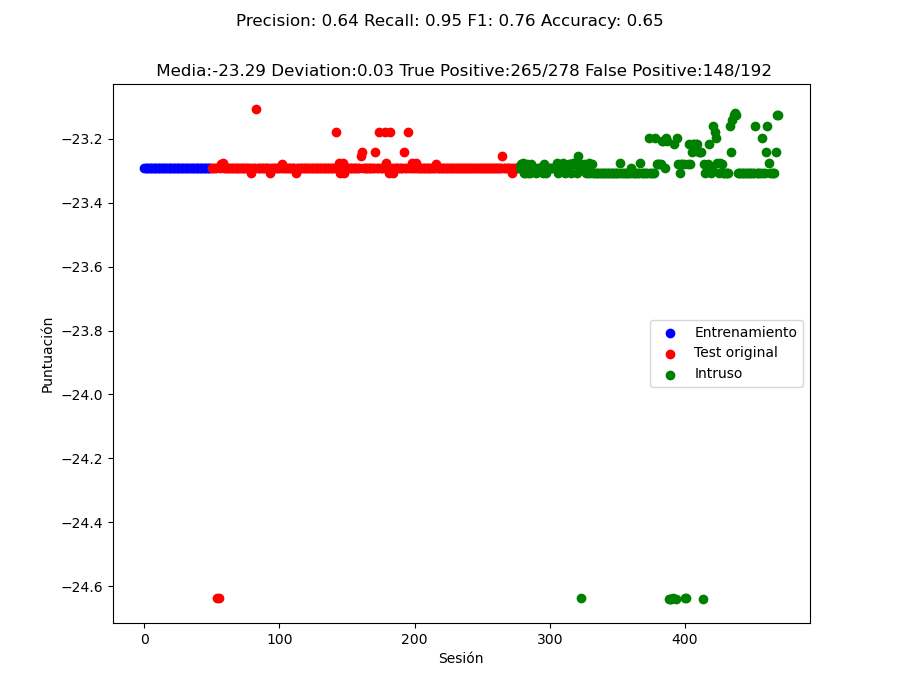 Precision: 0.64 Recall: 0.95 F1: 0.76 Accuracy: 0.65
Media:-23.29 Deviation:0.03 True Positive:265/278 False Positive:148/192
−23.2
−23.4
−23.6
−23.8
−24.0
−24.2
−24.4
−24.6
Puntuación
Entrenamiento
Test original
Intruso
0 100 200 300 400
Sesión